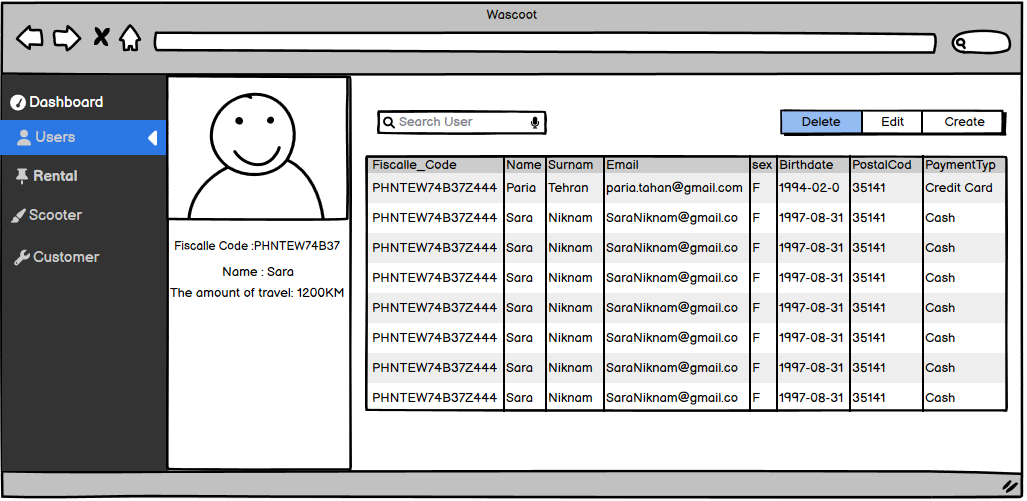 Wascoot
Dashboard
Users
Rental
Scooter
Customer
Fiscalle Code :PHNTEW74B37
Name : Sara
The amount of travel: 1200KM
Search User
Delete Edit Create
Fiscalle_Code Name Surnam Email sex Birthdate PostalCod PaymentTyp
PHNTEW74B37Z444 Paria Tehran paria.tahan@gmail.com F 1994-02-0 35141 Credit Card
PHNTEW74B37Z444 Sara Niknam SaraNiknam@gmail.co F 1997-08-31 35141 Cash
PHNTEW74B37Z444 Sara Niknam SaraNiknam@gmail.co F 1997-08-31 35141 Cash
PHNTEW74B37Z444 Sara Niknam SaraNiknam@gmail.co F 1997-08-31 35141 Cash
PHNTEW74B37Z444 Sara Niknam SaraNiknam@gmail.co F 1997-08-31 35141 Cash
PHNTEW74B37Z444 Sara Niknam SaraNiknam@gmail.co F 1997-08-31 35141 Cash
PHNTEW74B37Z444 Sara Niknam SaraNiknam@gmail.co F 1997-08-31 35141 Cash
PHNTEW74B37Z444 Sara Niknam SaraNiknam@gmail.co F 1997-08-31 35141 Cash